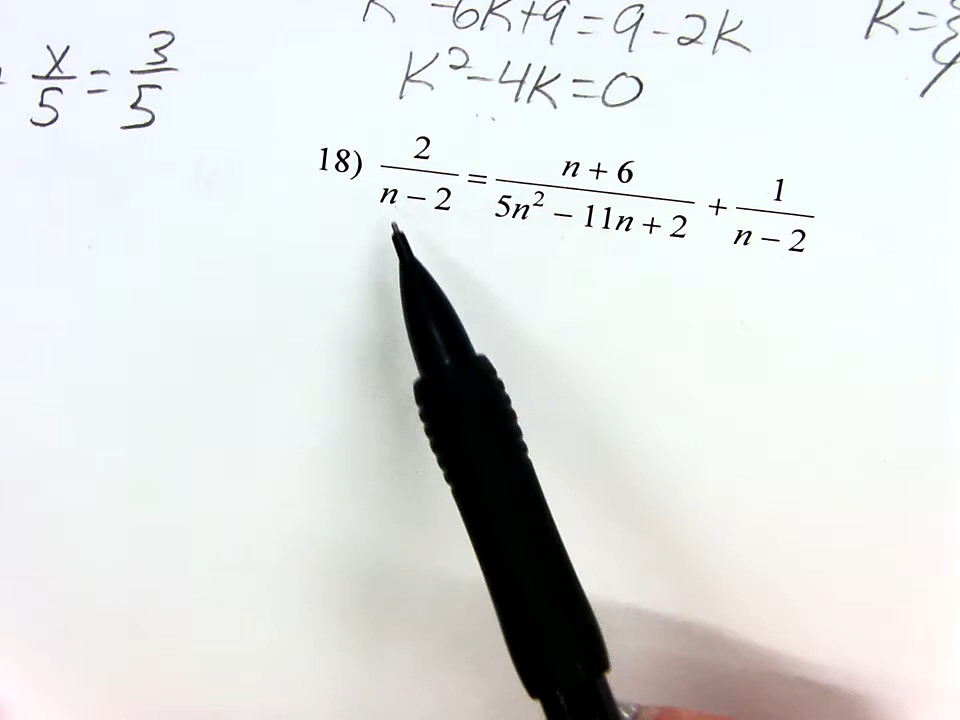 K -6K+9=9-2K
K={
x/5=3/5
K²-4K=0
18) 2/(n-2) = (n+6)/(5n²-11n+2) + 1/(n-2)